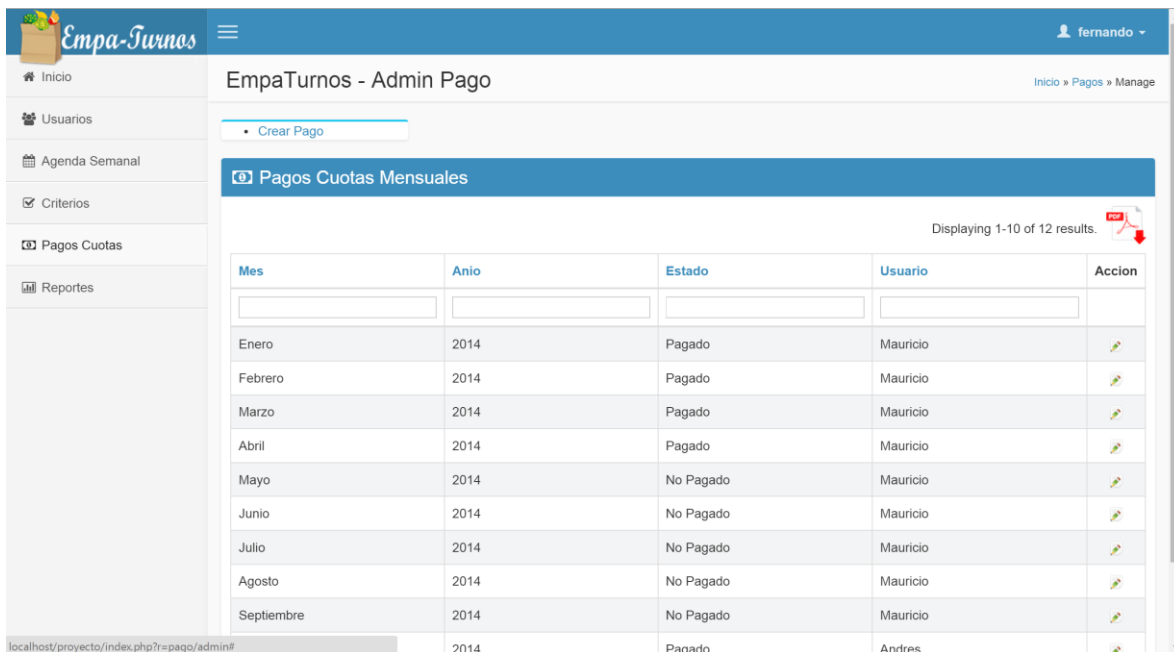 Empa-Turnos
fernando
Inicio
EmpaTurnos - Admin Pago
Inicio » Pagos » Manage
Usuarios
• Crear Pago
Agenda Semanal
Pagos Cuotas Mensuales
Criterios
Displaying 1-10 of 12 results.
PDF
Pagos Cuotas
Reportes
Mes Anio Estado Usuario Accion
Enero 2014 Pagado Mauricio
Febrero 2014 Pagado Mauricio
Marzo 2014 Pagado Mauricio
Abril 2014 Pagado Mauricio
Mayo 2014 No Pagado Mauricio
Junio 2014 No Pagado Mauricio
Julio 2014 No Pagado Mauricio
Agosto 2014 No Pagado Mauricio
Septiembre 2014 No Pagado Mauricio
2014 Pagado Andres
localhost/proyecto/index.php?r=pago/admin#